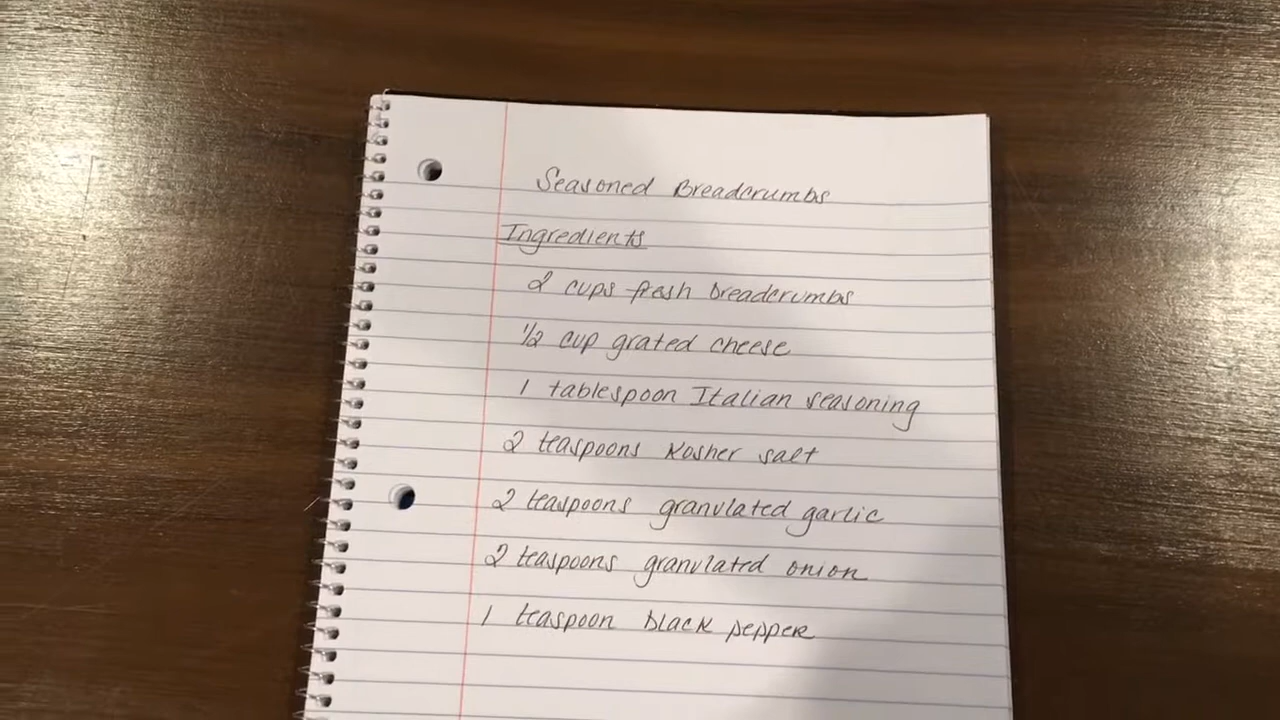 Seasoned Breadcrumbs
Ingredients
2 cups fresh breadcrumbs
1/2 cup grated cheese
1 tablespoon Italian seasoning
2 teaspoons Kosher salt
2 teaspoons granulated garlic
2 teaspoons granulated onion
1 teaspoon black pepper